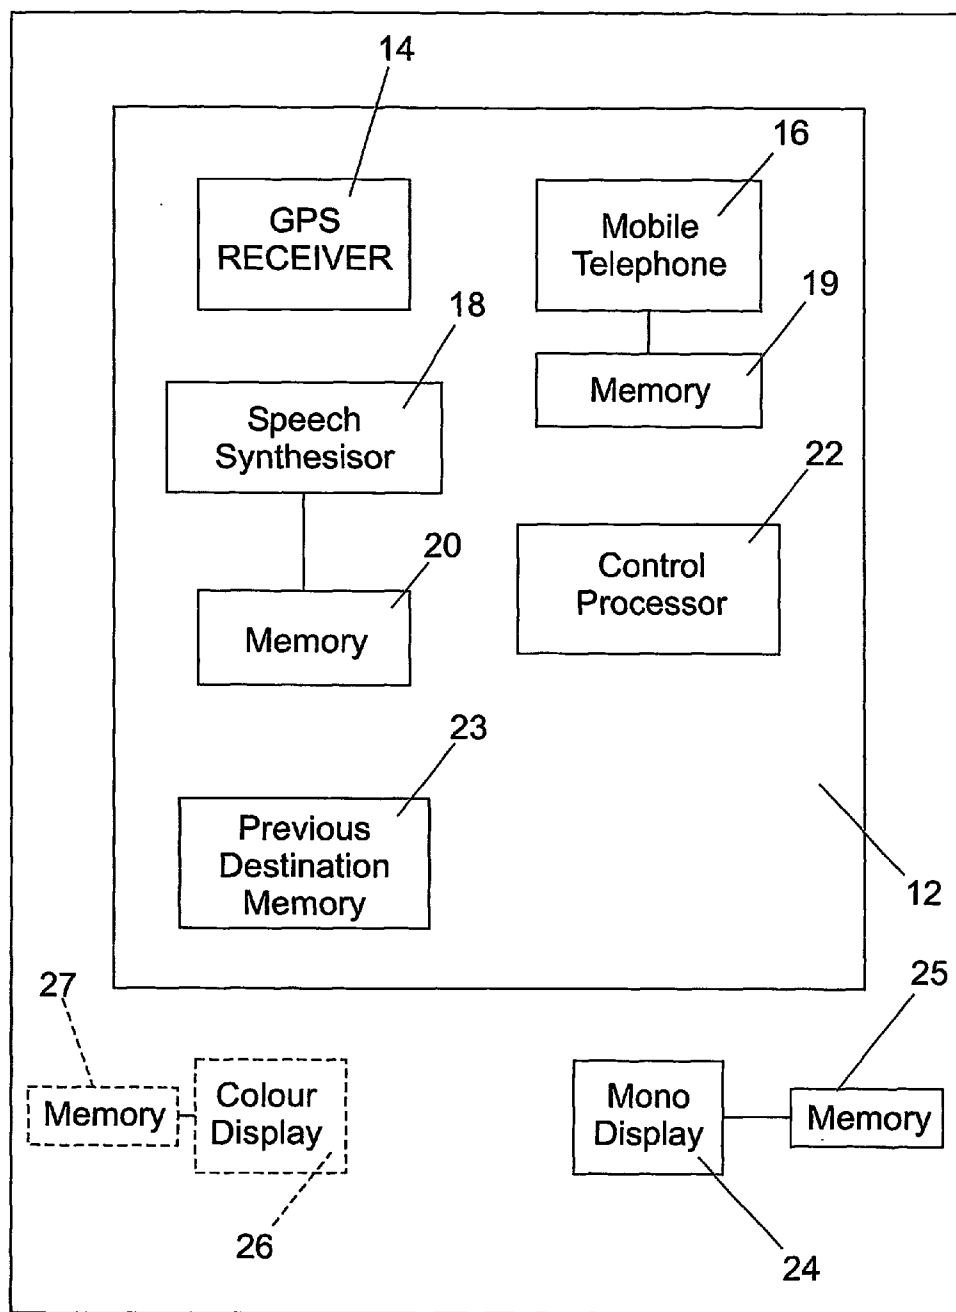 14
16
GPS
RECEIVER
Mobile
Telephone
18
19
Memory
Speech
Synthesisor
22
20
Control
Processor
Memory
23
Previous
Destination
Memory
12
27
25
Memory
Colour
Display
Mono
Display
Memory
26
24